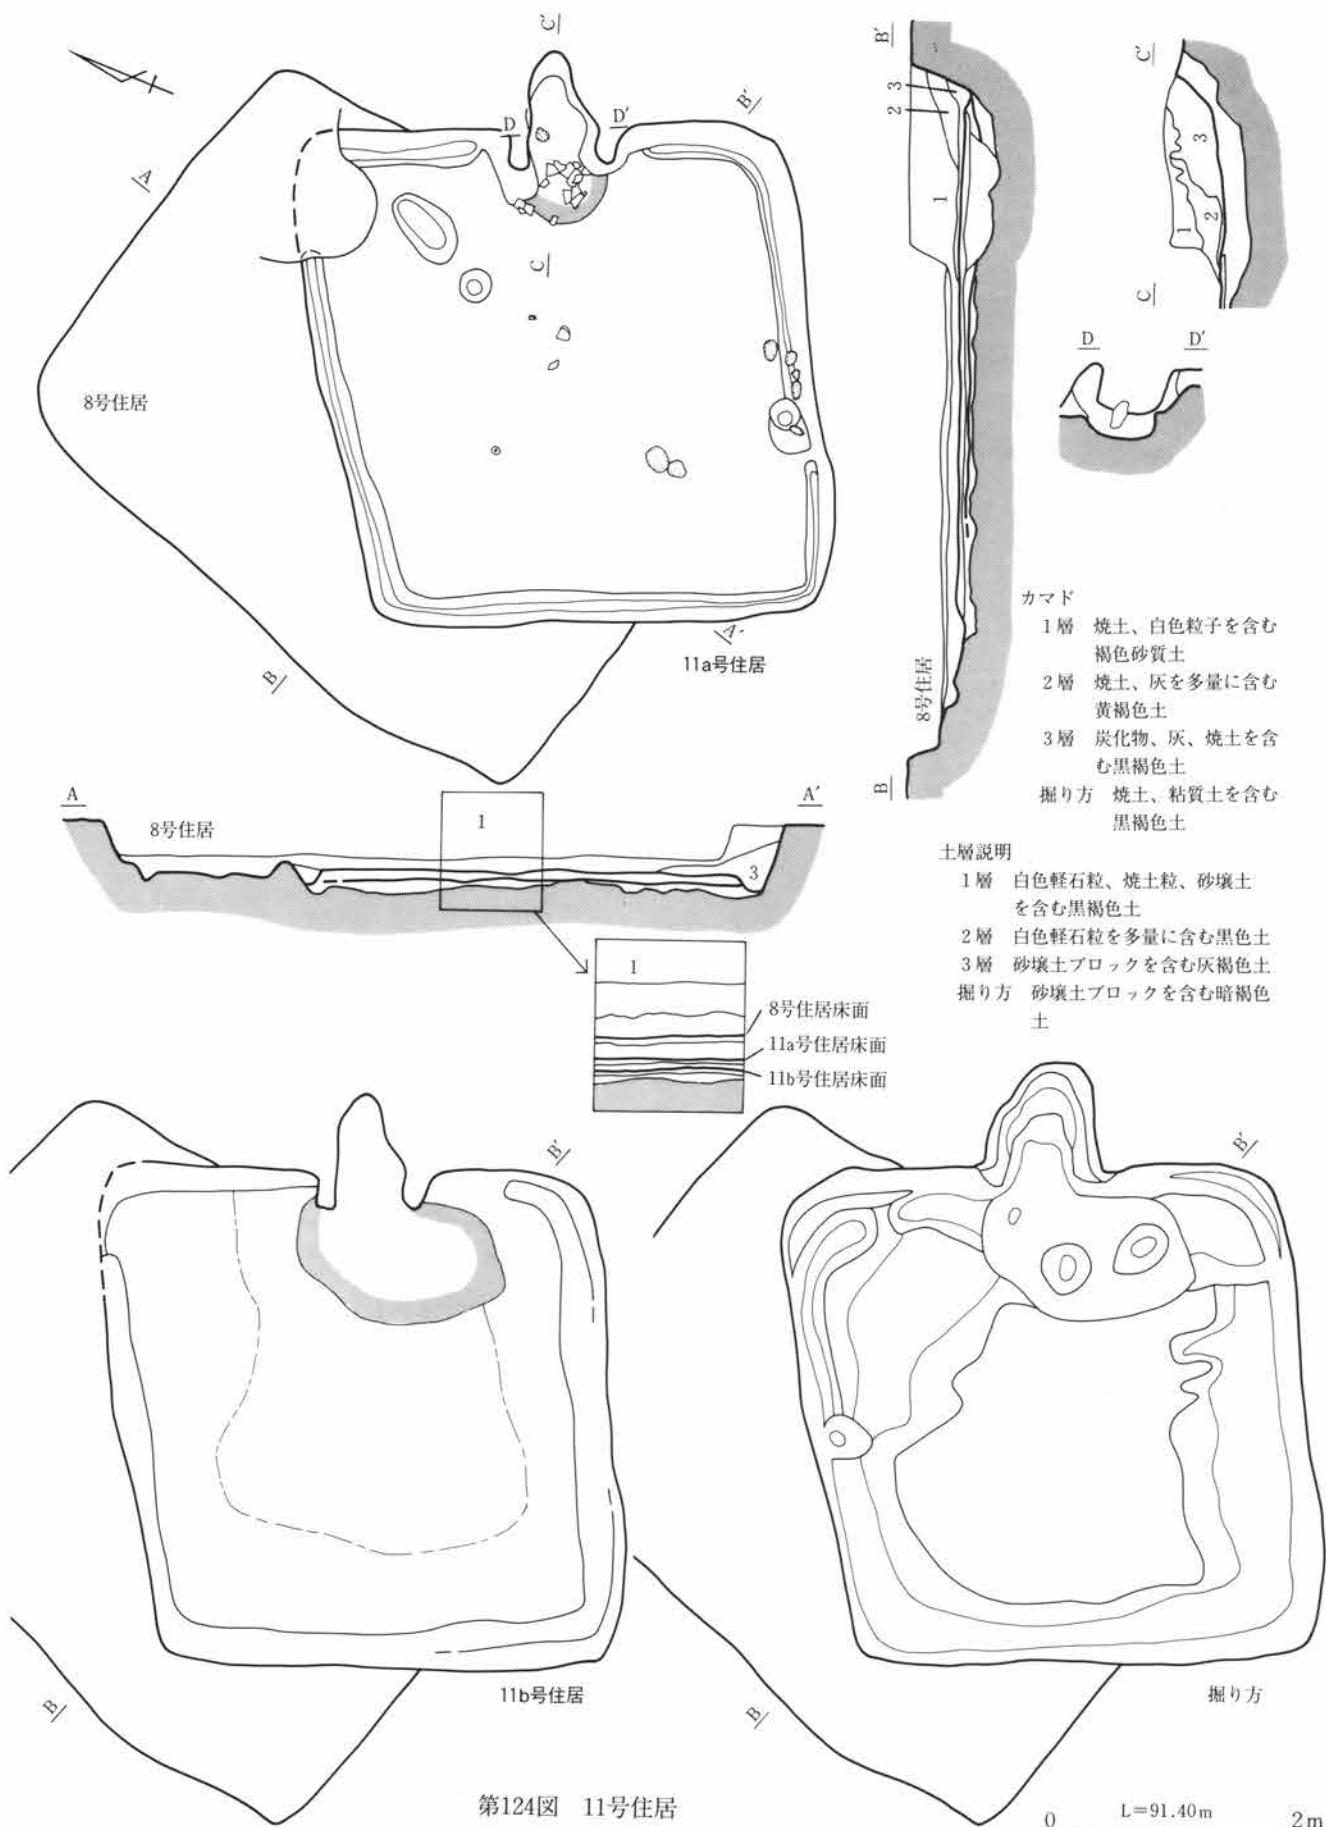 C'
B'
D
D'
A
C
8号住居
A'
11a号住居
B
B'
3
2
1
8号住居
B
C'
3
2
1
C
D
D'
カマド
1層 焼土、白色粒子を含む
褐色砂質土
2層 焼土、灰を多量に含む
黄褐色土
3層 炭化物、灰、焼土を含
む黒褐色土
掘り方 焼土、粘質土を含む
黒褐色土
A
8号住居
1
A'
3
土層説明
1層 白色軽石粒、焼土粒、砂壌土
を含む黒褐色土
2層 白色軽石粒を多量に含む黒色土
3層 砂壌土ブロックを含む灰褐色土
掘り方 砂壌土ブロックを含む暗褐色
土
1
8号住居床面
11a号住居床面
11b号住居床面
B'
B
11b号住居
B'
B
掘り方
第124図 11号住居
0 L=91.40m 2m